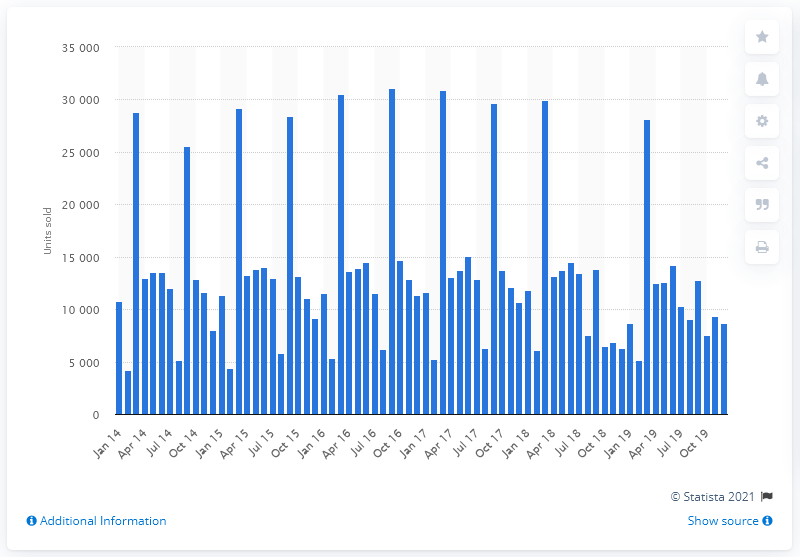 35 000
30 000
25 000
20 000
15 000
10 000
5 000
0
Units sold
Jan 14
Apr 14
Jul 14
Oct 14
Jan 15
Apr 15
Jul 15
Oct 15
Jan 16
Apr 16
Jul 16
Oct 16
Jan 17
Apr 17
Jul 17
Oct 17
Jan 18
Apr 18
Jul 18
Oct 18
Jan 19
Apr 19
Jul 19
Oct 19
© Statista 2021
Additional Information
Show source